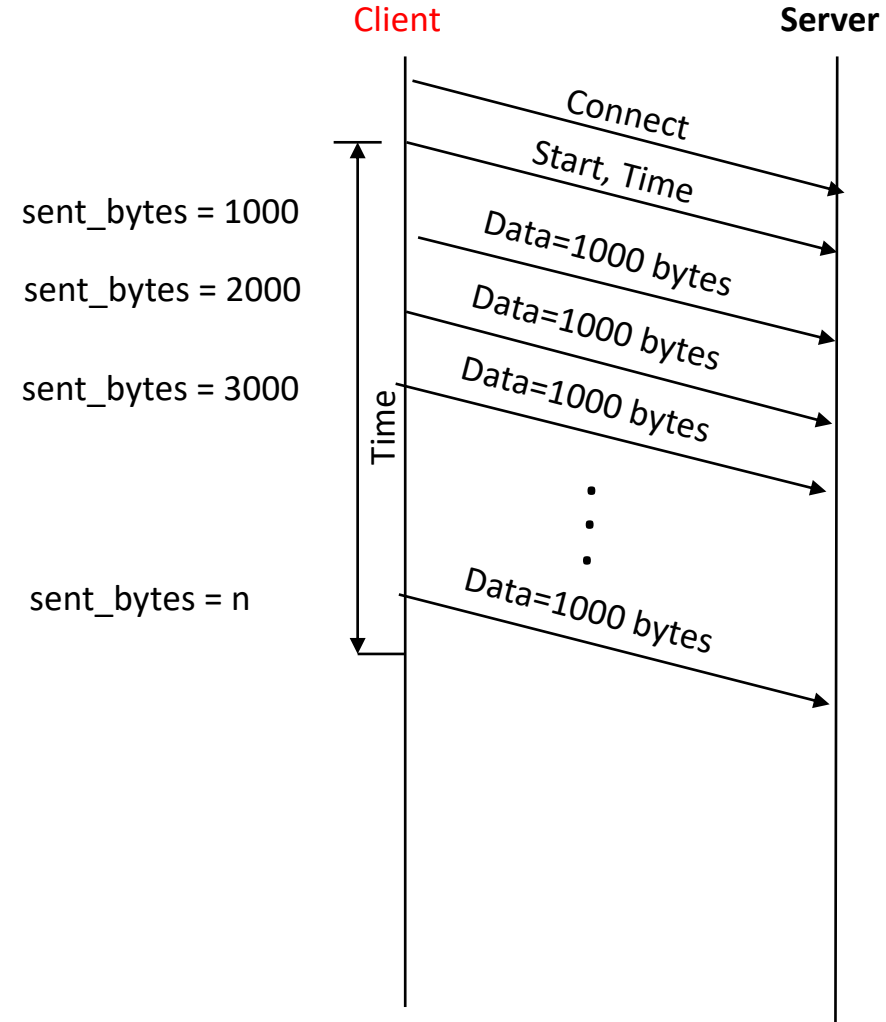 Client
Server
Connect
Start, Time
sent_bytes = 1000
Data=1000 bytes
sent_bytes = 2000
Data=1000 bytes
sent_bytes = 3000
Data=1000 bytes
Time
sent_bytes = n
Data=1000 bytes